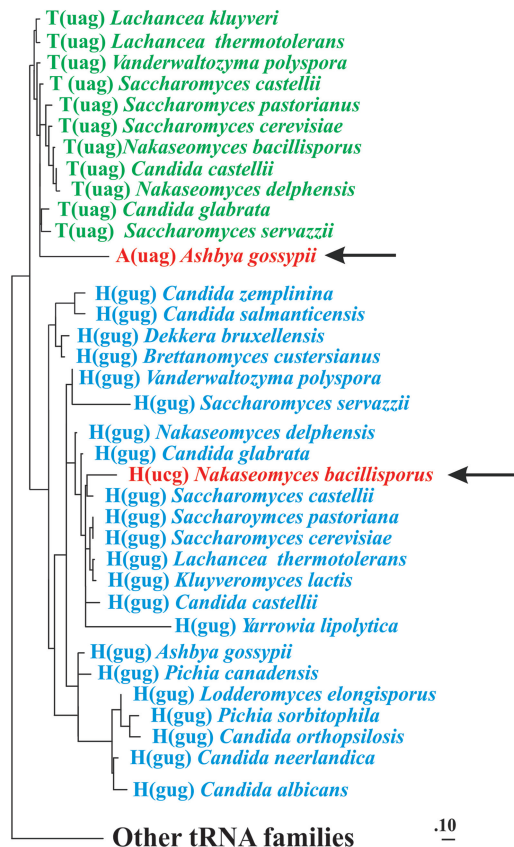 T(uag) Lachancea kluyveri
T(uag) Lachancea thermotolerans
T(uag) Vanderwaltozyma polyspora
T (uag) Saccharomyces castellii
T(uag) Saccharomyces pastorianus
T(uag) Saccharomyces cerevisiae
T(uag)Nakaseomyces bacillisporus
T(uag) Candida castellii
T(uag) Nakaseomyces delphensis
T(uag) Candida glabrata
T(uag) Saccharomyces servazzii
A(uag) Ashbya gossypii
H(gug) Candida zemplinina
H(gug) Candida salmanticensis
H(gug) Dekkera bruxellensis
H(gug) Brettanomyces custersianus
H(gug) Vanderwaltozyma polyspora
H(gug) Saccharomyces servazzii
H(gug) Nakaseomyces delphensis
H(gug) Candida glabrata
H(ucg) Nakaseomyces bacillisporus
H(gug) Saccharomyces castellii
H(gug) Saccharoymces pastoriana
H(gug) Saccharomyces cerevisiae
H(gug) Lachancea thermotolerans
H(gug) Kluyveromyces lactis
H(gug) Candida castellii
H(gug) Yarrowia lipolytica
H(gug) Ashbya gossypii
H(gug) Pichia canadensis
H(gug) Lodderomyces elongisporus
H(gug) Pichia sorbitophila
H(gug) Candida orthopsilosis
H(gug) Candida neerlandica
H(gug) Candida albicans
Other tRNA families
.10